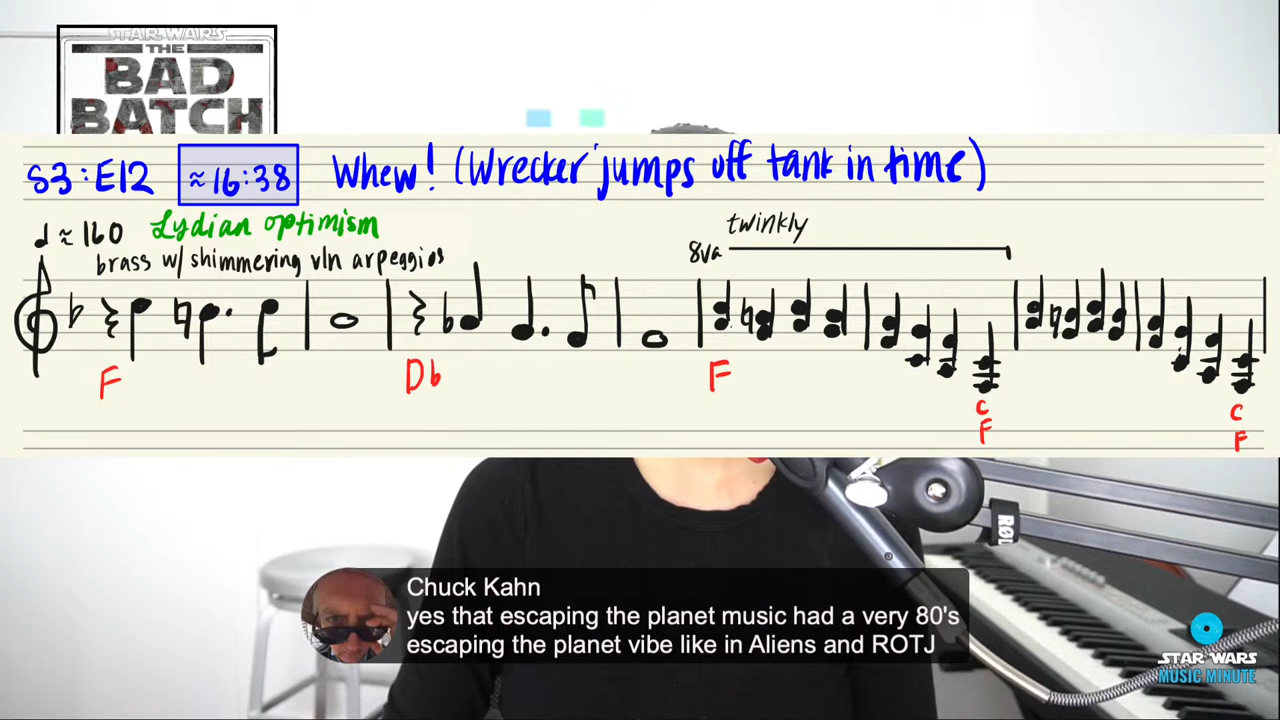 STAR WARS
THE
BAD
BATCH
S3:E12 ≈16:38 Whew! (Wrecker jumps off tank in time)
♩≈160 Lydian optimism
twinkly
brass w/ shimmering vln arpeggios
8va
F Db F
C C
F F
Chuck Kahn
yes that escaping the planet music had a very 80's
escaping the planet vibe like in Aliens and ROTJ
RØDE
STAR WARS
MUSIC MINUTE